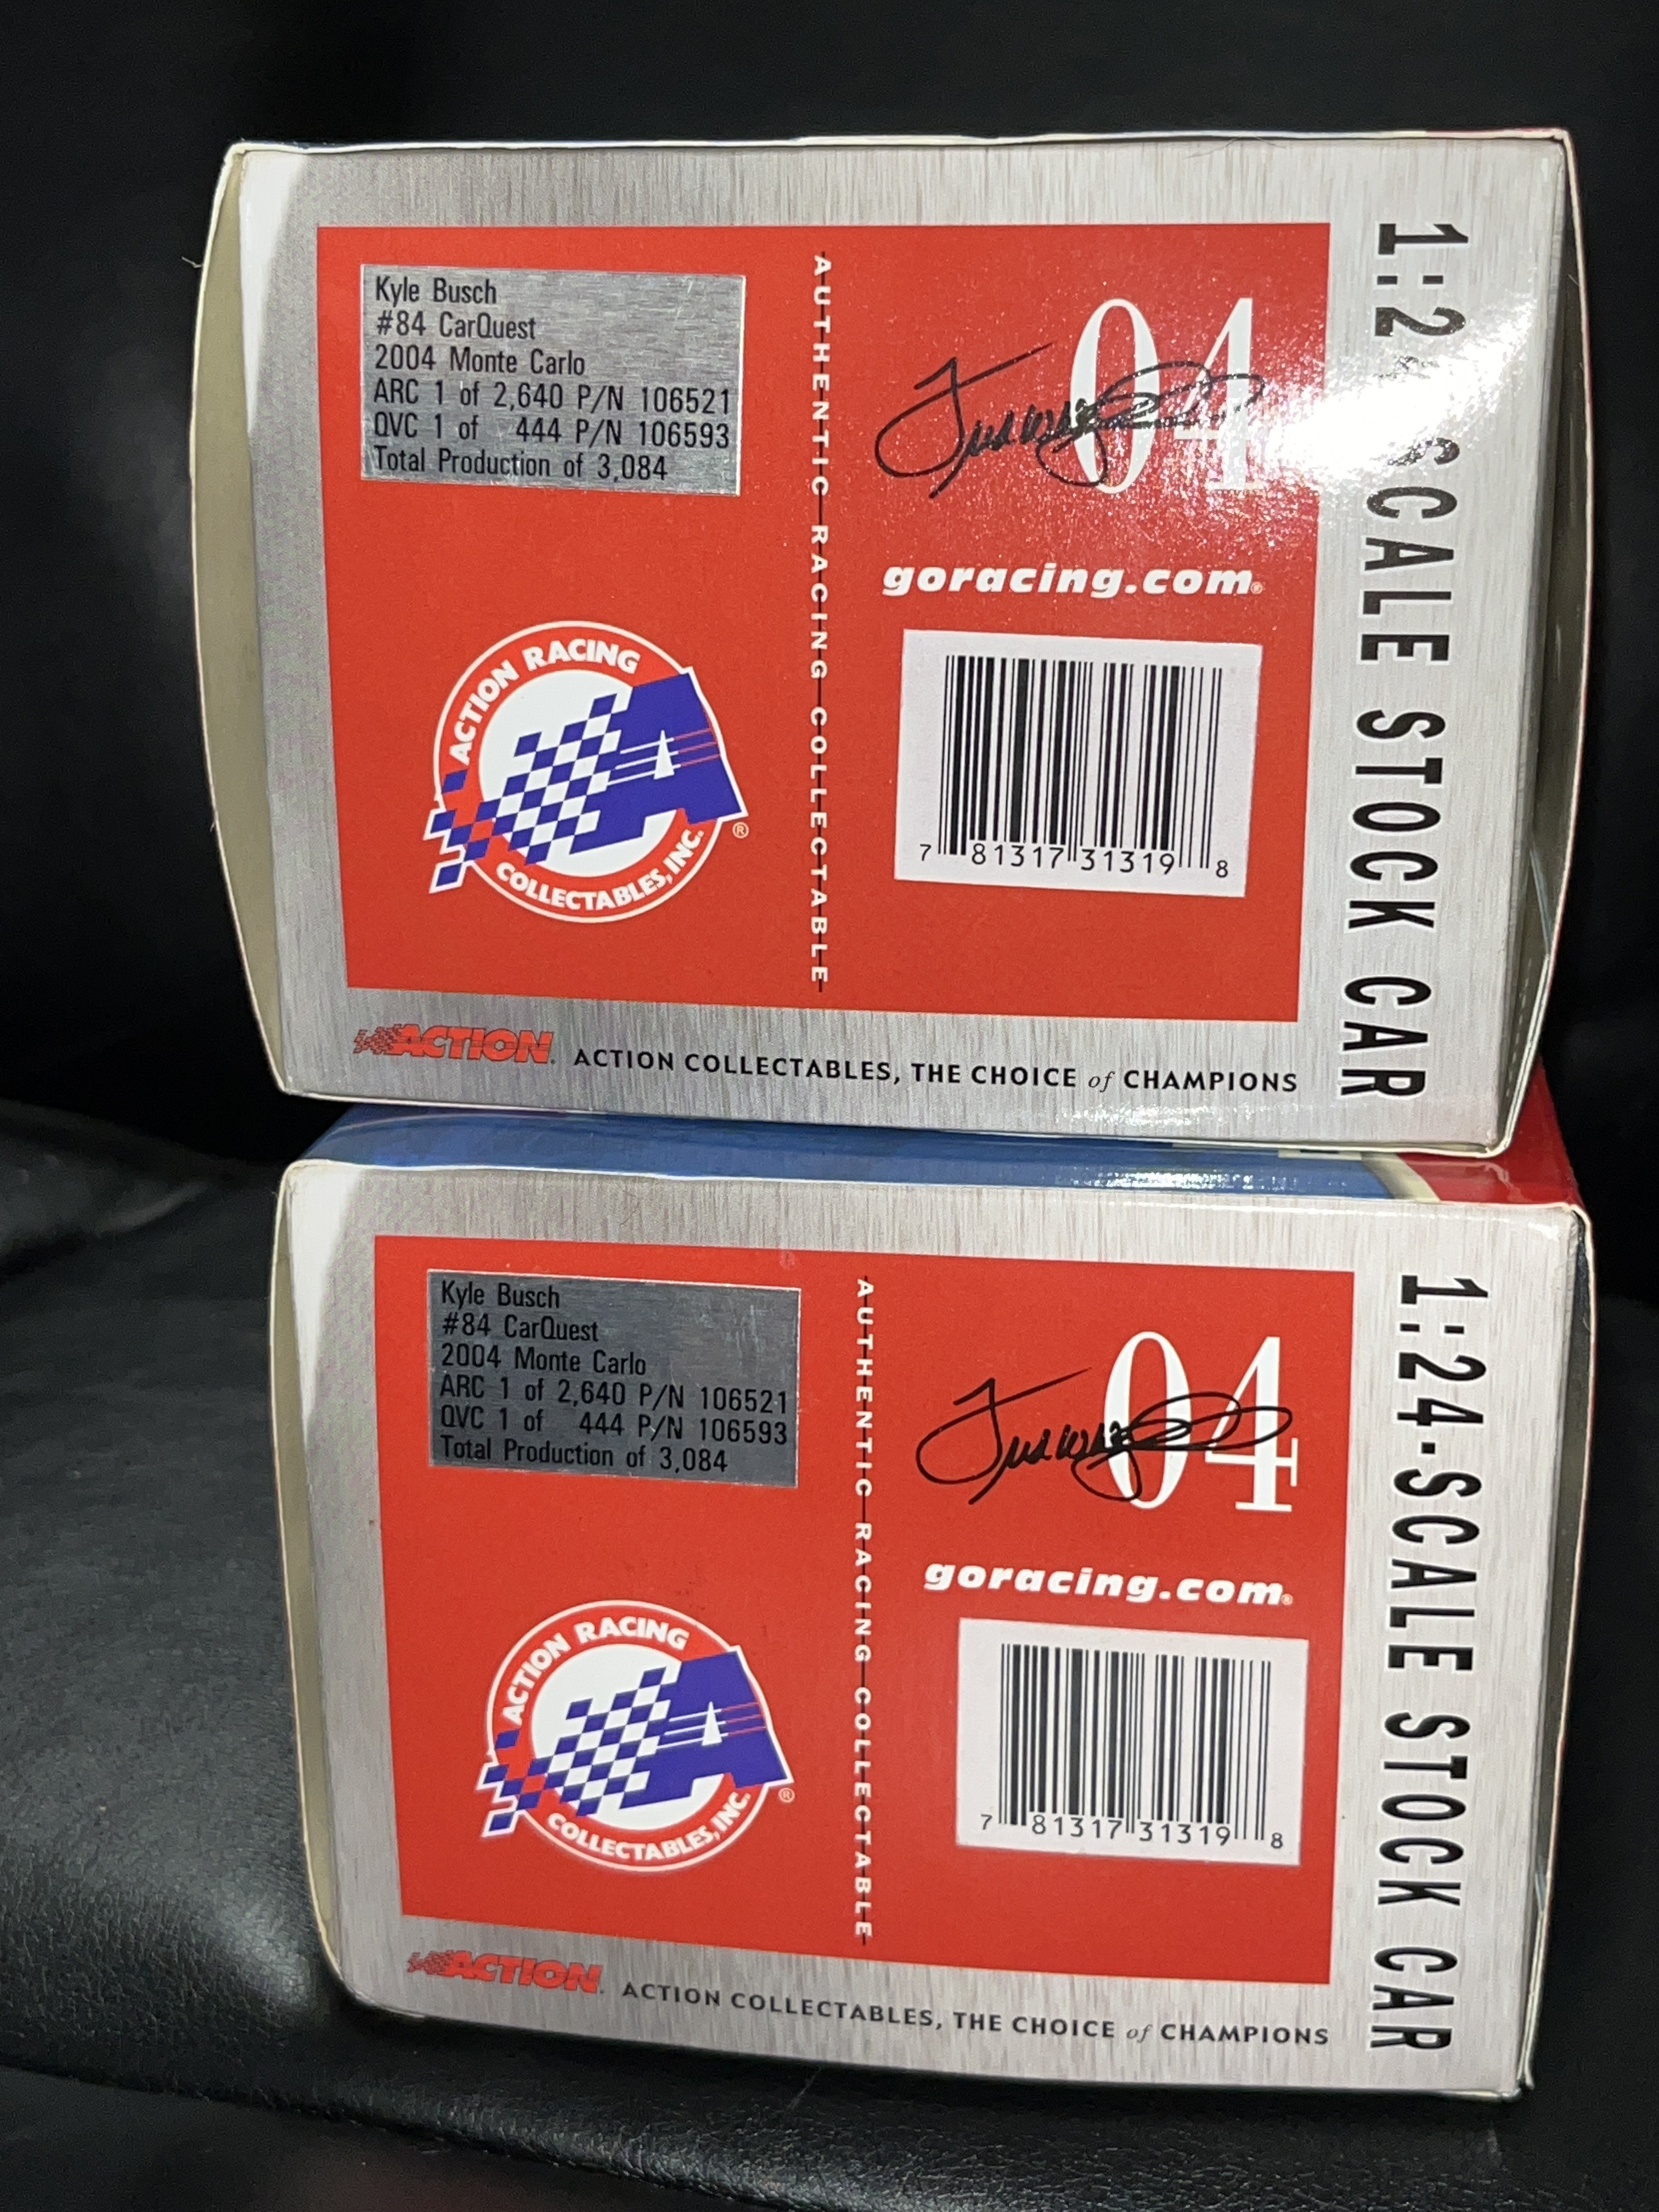 Kyle Busch
#84 CarQuest
2004 Monte Carlo
ARC 1 of 2,640 P/N 106521
QVC 1 of 444 P/N 106593
Total Production of 3,084
AUTHENTIC RACING COLLECTABLE
04
goracing.com®
7 81317 31319 8
ACTION RACING
A
COLLECTABLES, INC.
®
ACTION. ACTION COLLECTABLES, THE CHOICE of CHAMPIONS
SCALE STOCK CAR
Kyle Busch
#84 CarQuest
2004 Monte Carlo
ARC 1 of 2,640 P/N 106521
QVC 1 of 444 P/N 106593
Total Production of 3,084
AUTHENTIC RACING COLLECTABLE
04
goracing.com®
7 81317 31319 8
ACTION RACING
A
COLLECTABLES, INC.
®
ACTION. ACTION COLLECTABLES, THE CHOICE of CHAMPIONS
1:24-SCALE STOCK CAR